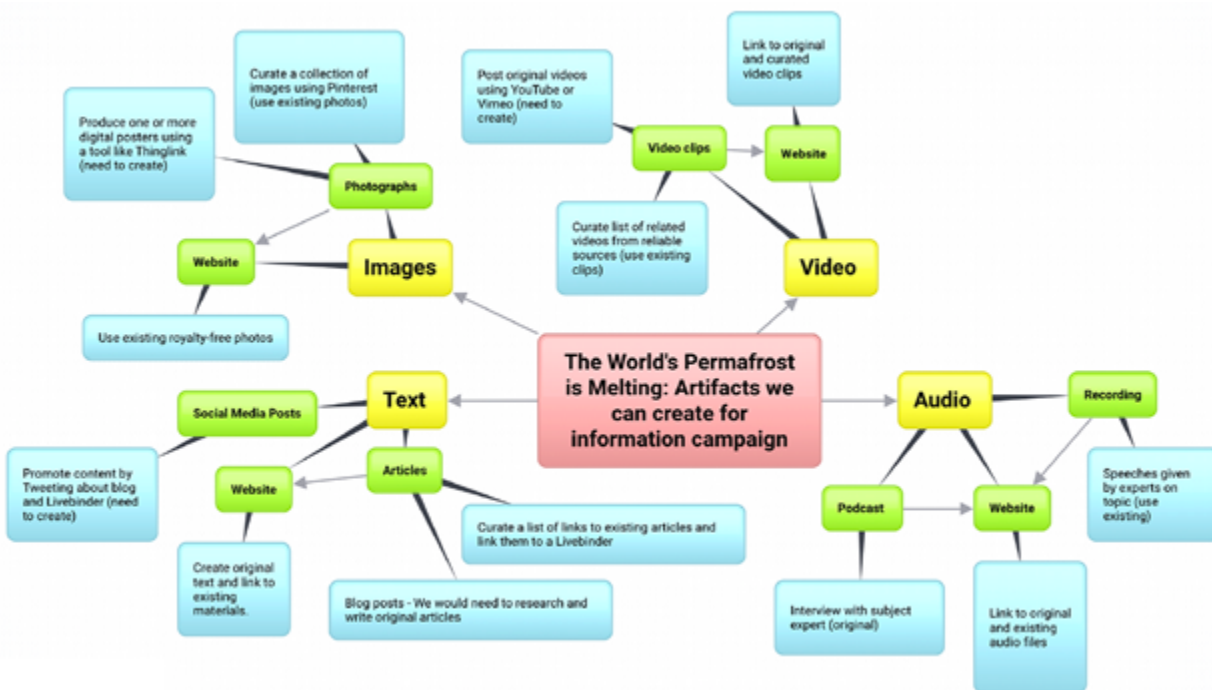 Curate a collection of
images using Pinterest
(use existing photos)
Produce one or more
digital posters using
a tool like Thinglink
(need to create)
Photographs
Website
Images
Use existing royalty-free photos
Link to original
and curated
video clips
Post original videos
using YouTube or
Vimeo (need to
create)
Video clips
Website
Curate list of related
videos from reliable
sources (use existing
clips)
Video
The World's Permafrost
is Melting: Artifacts we
can create for
information campaign
Text
Social Media Posts
Promote content by
Tweeting about blog
and Livebinder (need
to create)
Website
Articles
Create original
text and link to
existing
materials.
Curate a list of links to existing articles and
link them to a Livebinder
Blog posts - We would need to research and
write original articles
Audio
Recording
Speeches given
by experts on
topic (use
existing)
Podcast
Website
Interview with subject
expert (original)
Link to original
and existing
audio files